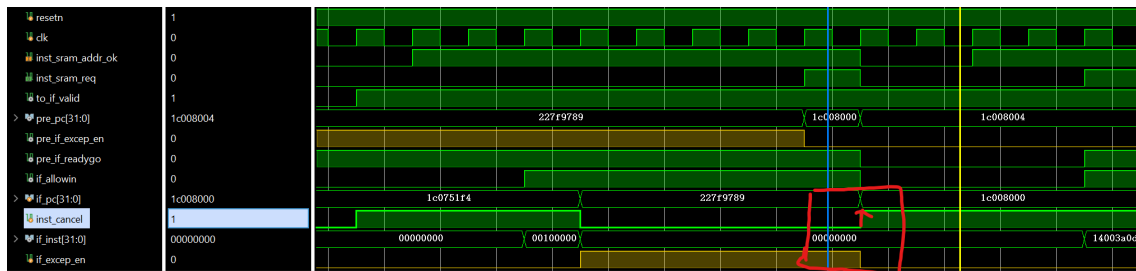 resetn 1
clk 0
inst_sram_addr_ok 0
inst_sram_req 0
to_if_valid 1
pre_pc[31:0] 1c008004 227f9789 1c008000 1c008004
pre_if_excep_en 0
pre_if_readygo 0
if_allowin 0
if_pc[31:0] 1c008000 1c0751f4 227f9789 1c008000
inst_cancel 1
if_inst[31:0] 00000000 00000000 00100000 00000000 14003a0d
if_excep_en 0